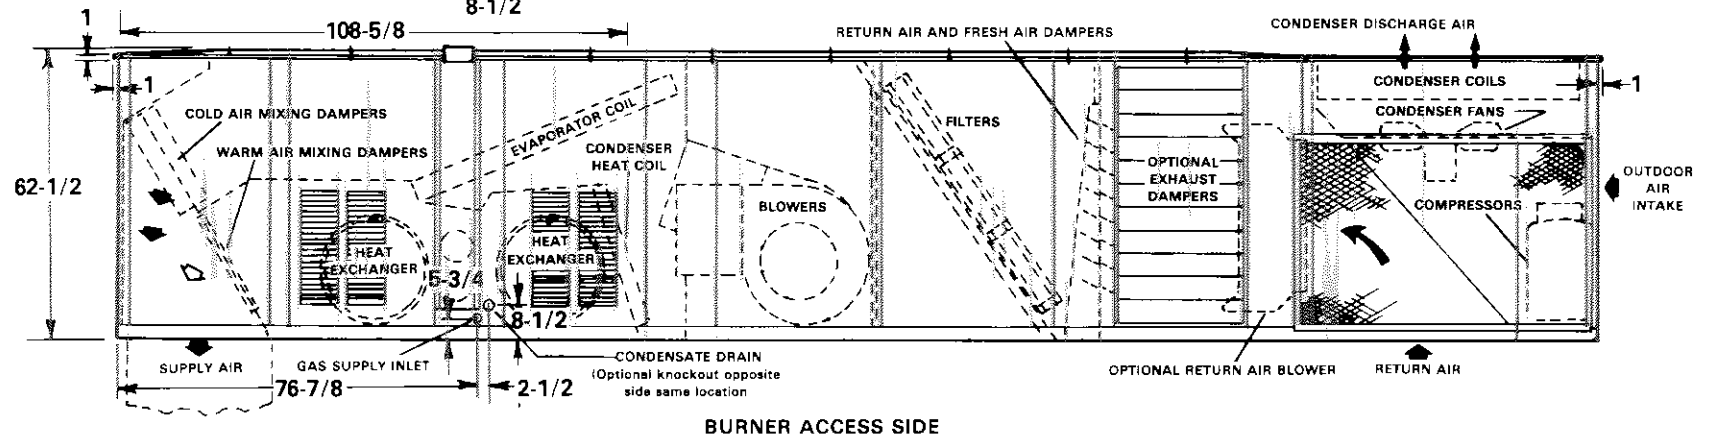 8-1/2
1
108-5/8
CONDENSER DISCHARGE AIR
RETURN AIR AND FRESH AIR DAMPERS
1
CONDENSER COILS
1
COLD AIR MIXING DAMPERS
EVAPORATOR COIL
FILTERS
CONDENSER FANS
WARM AIR MIXING DAMPERS
CONDENSER
HEAT COIL
62-1/2
OPTIONAL
EXHAUST
DAMPERS
OUTDOOR
AIR
INTAKE
BLOWERS
COMPRESSORS
HEAT
EXCHANGER
HEAT
EXCHANGER
5-3/4
8-1/2
SUPPLY AIR
GAS SUPPLY INLET
CONDENSATE DRAIN
(Optional knockout opposite
side same location
OPTIONAL RETURN AIR BLOWER
RETURN AIR
76-7/8
2-1/2
BURNER ACCESS SIDE